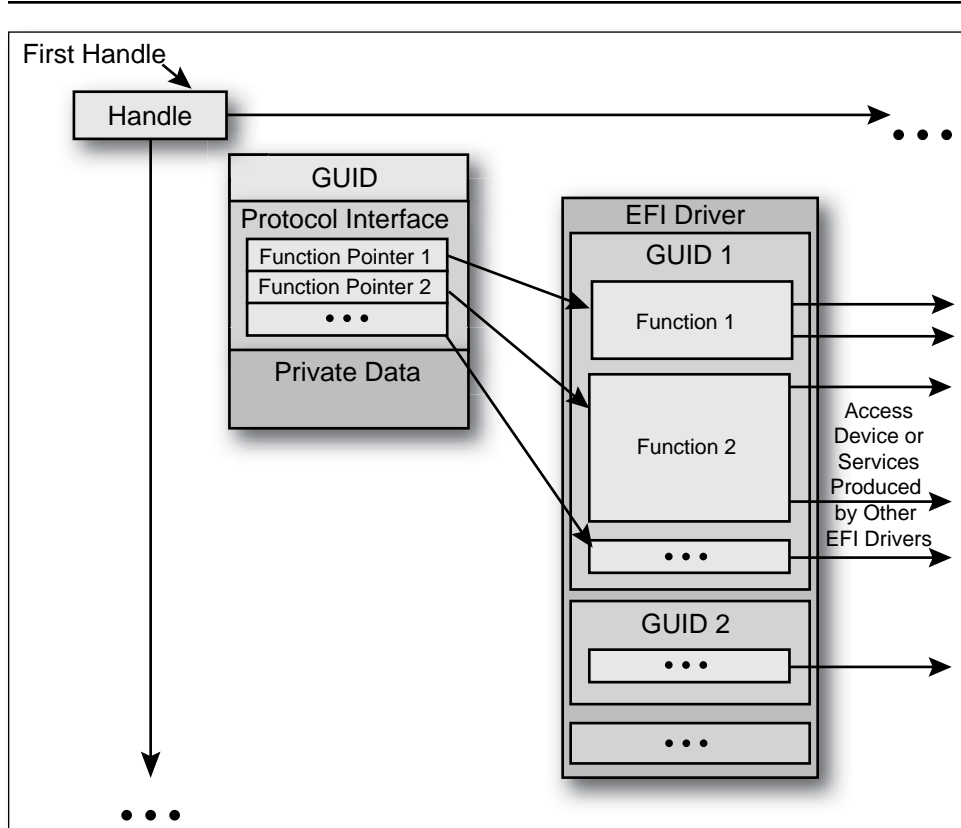 First Handle
Handle
• • •
GUID
Protocol Interface
Function Pointer 1
Function Pointer 2
• • •
Private Data
EFI Driver
GUID 1
Function 1
Function 2
• • •
GUID 2
• • •
• • •
Access
Device or
Services
Produced
by Other
EFI Drivers
• • •